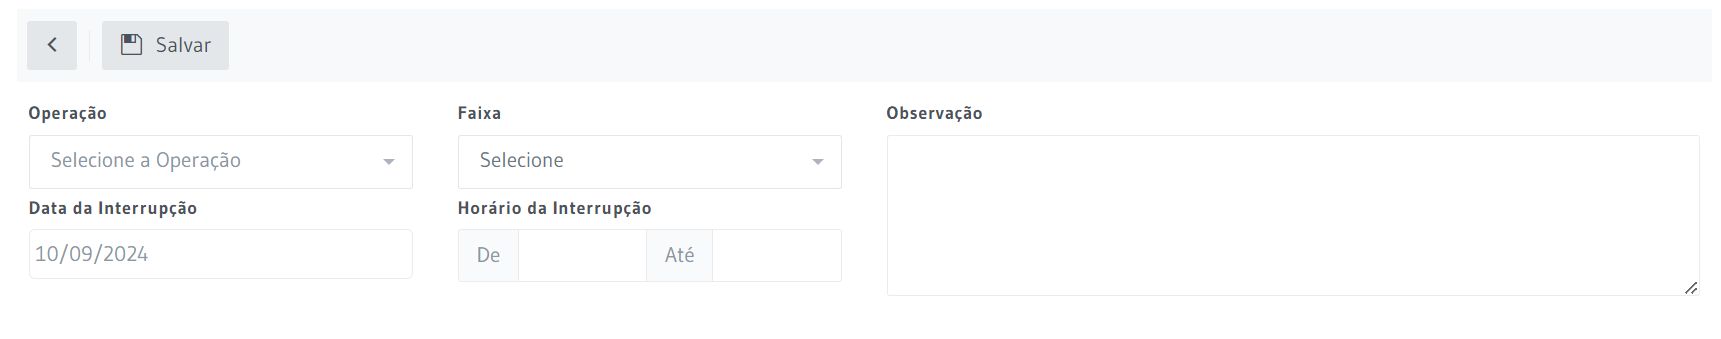 Salvar
Operação
Faixa
Observação
Selecione a Operação
Selecione
Data da Interrupção
Horário da Interrupção
10/09/2024
De
Até